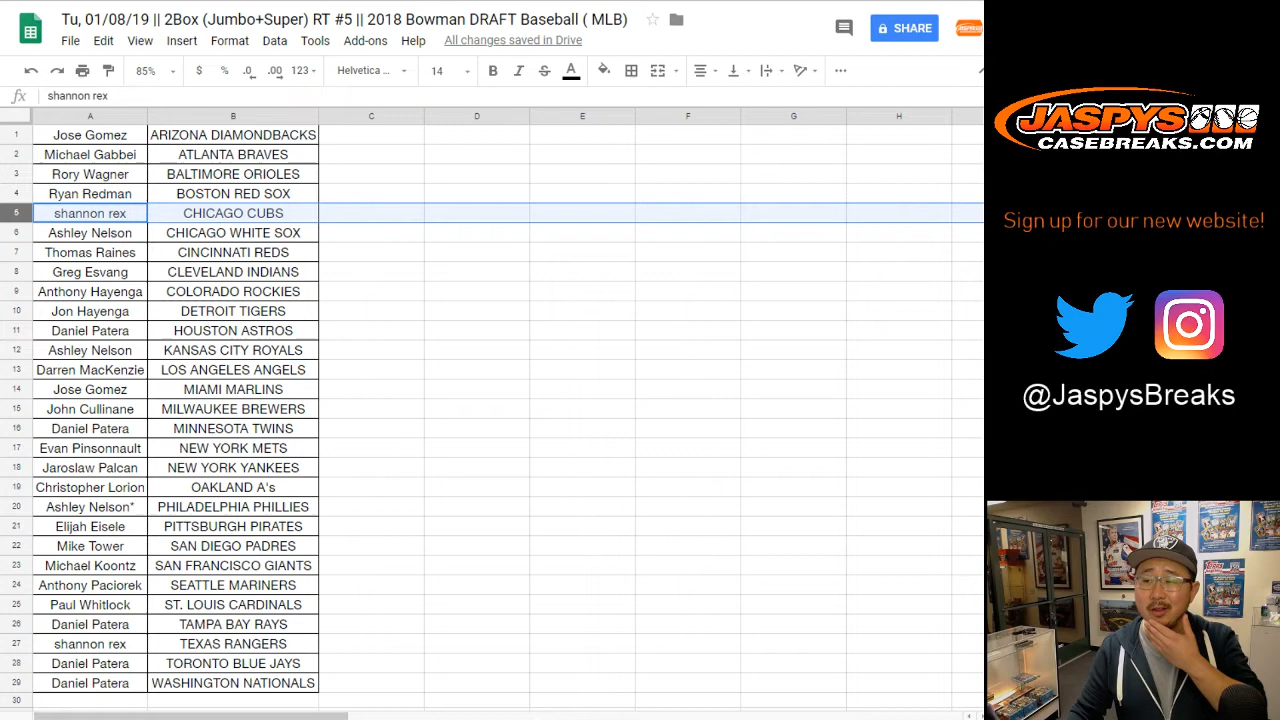 Tu, 01/08/19 || 2Box (Jumbo+Super) RT #5 || 2018 Bowman DRAFT Baseball ( MLB)
File Edit View Insert Format Data Tools Add-ons Help All changes saved in Drive
SHARE
85% $ % .0 .00 123 Helvetica ... 14 B I S A
fx shannon rex
A B C D E F G H
1 Jose Gomez ARIZONA DIAMONDBACKS
2 Michael Gabbei ATLANTA BRAVES
3 Rory Wagner BALTIMORE ORIOLES
4 Ryan Redman BOSTON RED SOX
5 shannon rex CHICAGO CUBS
6 Ashley Nelson CHICAGO WHITE SOX
7 Thomas Raines CINCINNATI REDS
8 Greg Esvang CLEVELAND INDIANS
9 Anthony Hayenga COLORADO ROCKIES
10 Jon Hayenga DETROIT TIGERS
11 Daniel Patera HOUSTON ASTROS
12 Ashley Nelson KANSAS CITY ROYALS
13 Darren MacKenzie LOS ANGELES ANGELS
14 Jose Gomez MIAMI MARLINS
15 John Cullinane MILWAUKEE BREWERS
16 Daniel Patera MINNESOTA TWINS
17 Evan Pinsonnault NEW YORK METS
18 Jaroslaw Palcan NEW YORK YANKEES
19 Christopher Lorion OAKLAND A's
20 Ashley Nelson* PHILADELPHIA PHILLIES
21 Elijah Eisele PITTSBURGH PIRATES
22 Mike Tower SAN DIEGO PADRES
23 Michael Koontz SAN FRANCISCO GIANTS
24 Anthony Paciorek SEATTLE MARINERS
25 Paul Whitlock ST. LOUIS CARDINALS
26 Daniel Patera TAMPA BAY RAYS
27 shannon rex TEXAS RANGERS
28 Daniel Patera TORONTO BLUE JAYS
29 Daniel Patera WASHINGTON NATIONALS
30
JASPYS
CASEBREAKS.COM
Sign up for our new website!
@JaspysBreaks